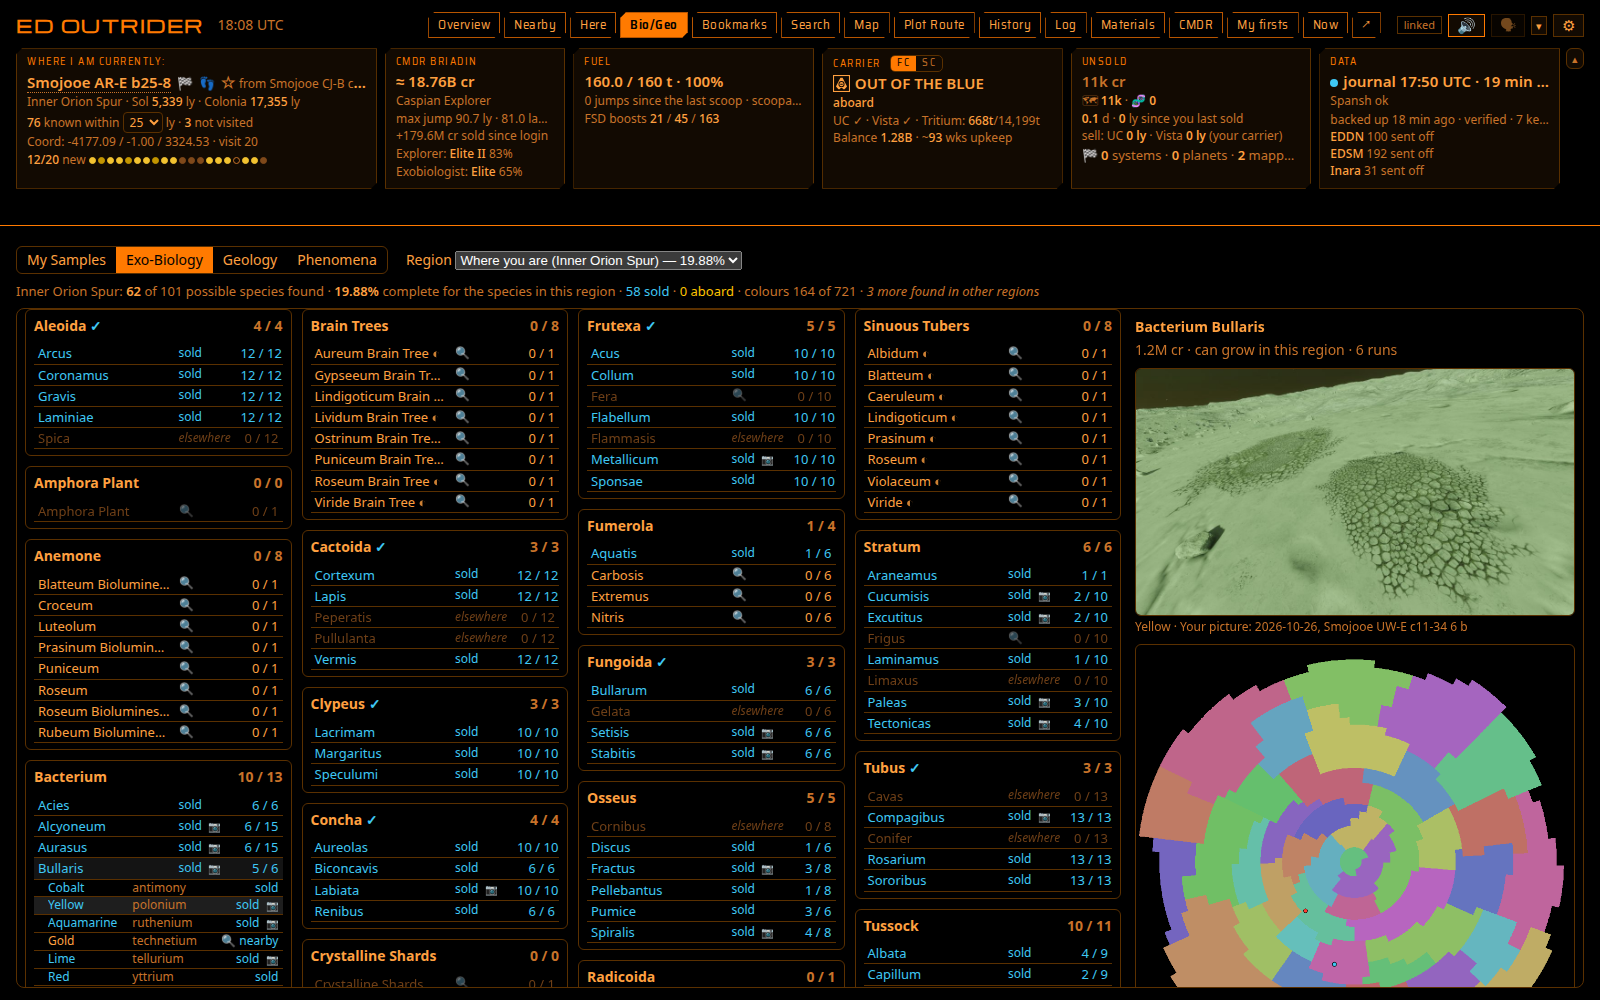 ED OUTRIDER 18:08 UTC
Overview Nearby Here Bio/Geo Bookmarks Search Map Plot Route History Log Materials CMDR My firsts Now ↗ linked
WHERE I AM CURRENTLY:
Smojooe AR-E b25-8 from Smojooe CJ-B c...
Inner Orion Spur · Sol 5,339 ly · Colonia 17,355 ly
76 known within 25 ly · 3 not visited
Coord: -4177.09 / -1.00 / 3324.53 · visit 20
12/20 new
CMDR BRIADIN
≈ 18.76B cr
Caspian Explorer
max jump 90.7 ly · 81.0 la...
+179.6M cr sold since login
Explorer: Elite II 83%
Exobiologist: Elite 65%
FUEL
160.0 / 160 t · 100%
0 jumps since the last scoop · scoopa...
FSD boosts 21 / 45 / 163
CARRIER FC SC
OUT OF THE BLUE
aboard
UC ✓ · Vista ✓ · Tritium: 668t/14,199t
Balance 1.28B · ~93 wks upkeep
UNSOLD
11k cr
11k · 0
0.1 d · 0 ly since you last sold
sell: UC 0 ly · Vista 0 ly (your carrier)
0 systems · 0 planets · 2 mapp...
DATA
journal 17:50 UTC · 19 min ...
Spansh ok
backed up 18 min ago · verified · 7 ke...
EDDN 100 sent off
EDSM 192 sent off
Inara 31 sent off
My Samples Exo-Biology Geology Phenomena Region Where you are (Inner Orion Spur) — 19.88%
Inner Orion Spur: 62 of 101 possible species found · 19.88% complete for the species in this region · 58 sold · 0 aboard · colours 164 of 721 · 3 more found in other regions
Aleoida ✓ 4 / 4
Arcus sold 12 / 12
Coronamus sold 12 / 12
Gravis sold 12 / 12
Laminiae sold 12 / 12
Spica elsewhere 0 / 12
Amphora Plant 0 / 0
Amphora Plant 0 / 1
Anemone 0 / 8
Blatteum Biolumine... 0 / 1
Croceum 0 / 1
Luteolum 0 / 1
Prasinum Biolumin... 0 / 1
Puniceum 0 / 1
Roseum 0 / 1
Roseum Biolumines... 0 / 1
Rubeum Biolumine... 0 / 1
Bacterium 10 / 13
Acies sold 6 / 6
Alcyoneum sold 6 / 15
Aurasus sold 6 / 15
Bullaris sold 5 / 6
Cobalt antimony sold
Yellow polonium sold
Aquamarine ruthenium sold
Gold technetium nearby
Lime tellurium sold
Red yttrium sold
Brain Trees 0 / 8
Aureum Brain Tree 0 / 1
Gypseeum Brain Tr... 0 / 1
Lindigoticum Brain ... 0 / 1
Lividum Brain Tree 0 / 1
Ostrinum Brain Tre... 0 / 1
Puniceum Brain Tre... 0 / 1
Roseum Brain Tree 0 / 1
Viride Brain Tree 0 / 1
Cactoida ✓ 3 / 3
Cortexum sold 12 / 12
Lapis sold 12 / 12
Peperatis elsewhere 0 / 12
Pullulanta elsewhere 0 / 12
Vermis sold 12 / 12
Clypeus ✓ 3 / 3
Lacrimam sold 10 / 10
Margaritus sold 10 / 10
Speculumi sold 10 / 10
Concha ✓ 4 / 4
Aureolas sold 10 / 10
Biconcavis sold 6 / 6
Labiata sold 10 / 10
Renibus sold 6 / 6
Crystalline Shards 0 / 0
Crystalline Shards 0 / 1
Frutexa ✓ 5 / 5
Acus sold 10 / 10
Collum sold 10 / 10
Fera 0 / 10
Flabellum sold 10 / 10
Flammasis elsewhere 0 / 10
Metallicum sold 10 / 10
Sponsae sold 10 / 10
Fumerola 1 / 4
Aquatis sold 1 / 6
Carbosis 0 / 6
Extremus 0 / 6
Nitris 0 / 6
Fungoida ✓ 3 / 3
Bullarum sold 6 / 6
Gelata elsewhere 0 / 6
Setisis sold 6 / 6
Stabitis sold 6 / 6
Osseus 5 / 5
Cornibus elsewhere 0 / 8
Discus sold 1 / 6
Fractus sold 3 / 8
Pellebantus sold 1 / 8
Pumice sold 3 / 6
Spiralis sold 4 / 8
Radicoida 0 / 1
Sinuous Tubers 0 / 8
Albidum 0 / 1
Blatteum 0 / 1
Caeruleum 0 / 1
Lindigoticum 0 / 1
Prasinum 0 / 1
Roseum 0 / 1
Violaceum 0 / 1
Viride 0 / 1
Stratum 6 / 6
Araneamus sold 1 / 1
Cucumisis sold 2 / 10
Excutitus sold 2 / 10
Frigus 0 / 10
Laminamus sold 1 / 10
Limaxus elsewhere 0 / 10
Paleas sold 3 / 10
Tectonicas sold 4 / 10
Tubus ✓ 3 / 3
Cavas elsewhere 0 / 13
Compagibus sold 13 / 13
Conifer elsewhere 0 / 13
Rosarium sold 13 / 13
Sororibus sold 13 / 13
Tussock 10 / 11
Albata sold 4 / 9
Capillum sold 2 / 9
Bacterium Bullaris
1.2M cr · can grow in this region · 6 runs
Yellow · Your picture: 2026-10-26, Smojooe UW-E c11-34 6 b